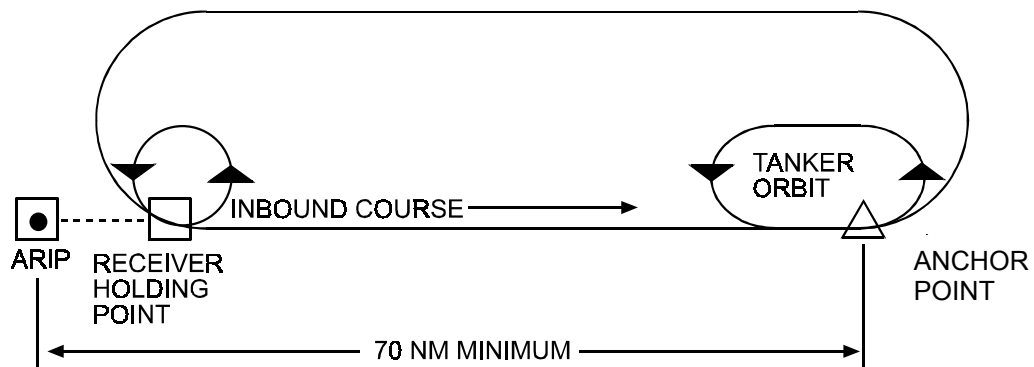 TANKER
ORBIT
INBOUND COURSE
ARIP
RECEIVER
HOLDING
POINT
ANCHOR
POINT
70 NM MINIMUM